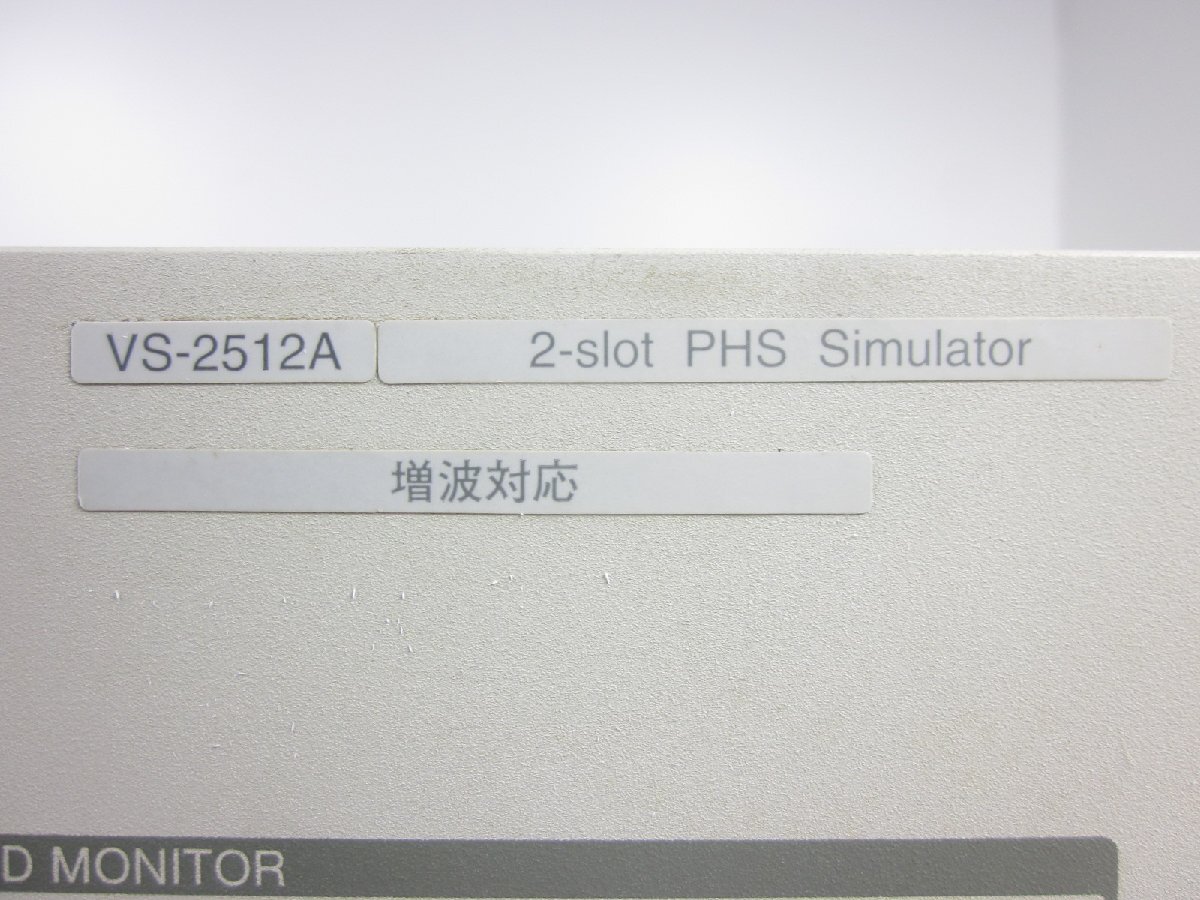 VS-2512A 2-slot PHS Simulator
増波対応
D MONITOR